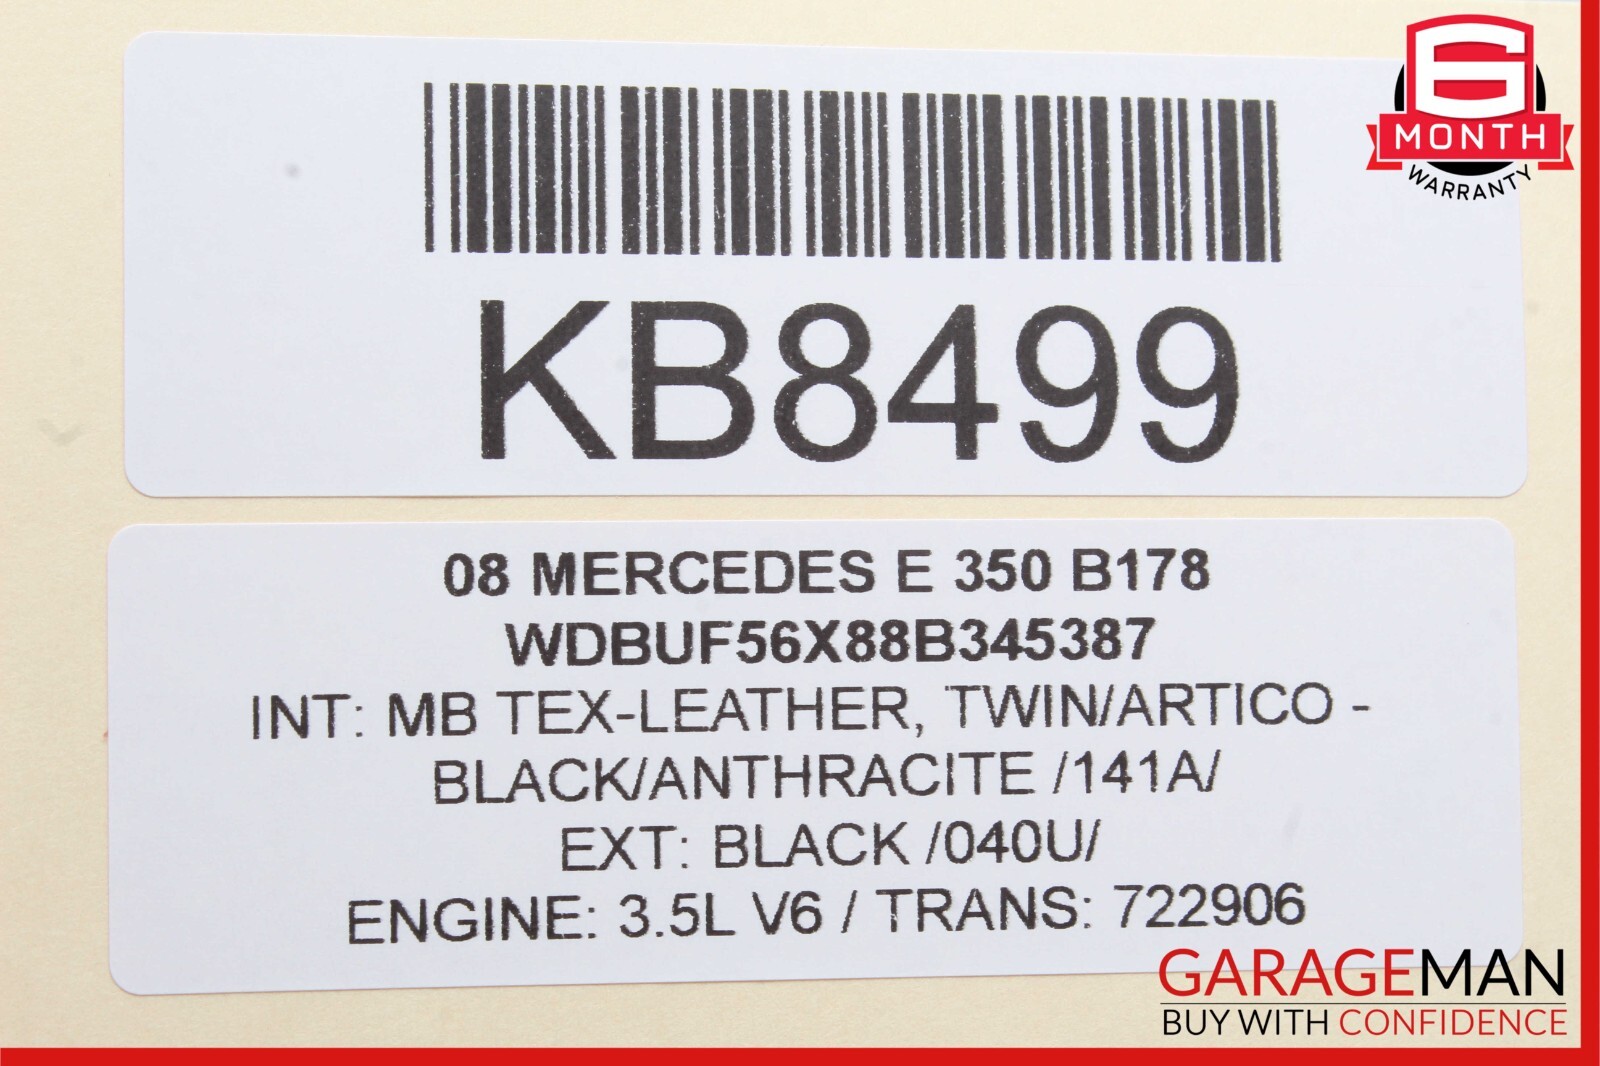 6
MONTH
WARRANTY
KB8499
08 MERCEDES E 350 B178
WDBUF56X88B345387
INT: MB TEX-LEATHER, TWIN/ARTICO -
BLACK/ANTHRACITE /141A/
EXT: BLACK /040U/
ENGINE: 3.5L V6 / TRANS: 722906
GARAGEMAN
BUY WITH CONFIDENCE